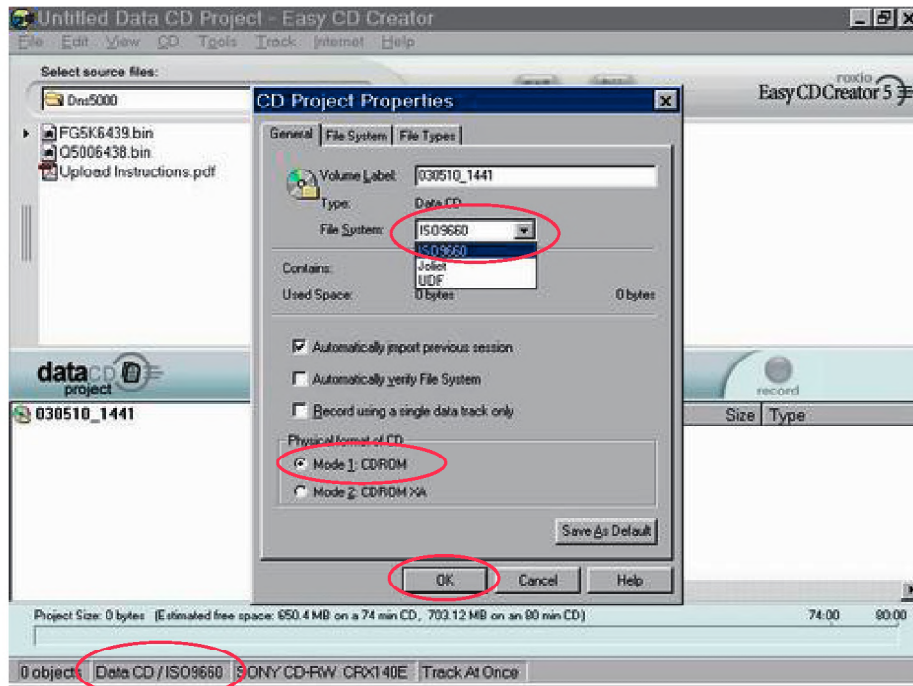 Untitled Data CD Project - Easy CD Creator
File Edit View CD Tools Track Internet Help
Select source files:
Dns5000
roxio
Easy CD Creator 5
FG5K6439.bin
Q5006438.bin
Upload Instructions.pdf
CD Project Properties
General File System File Types
Volume Label: 030510_1441
Type: Data CD
File System: ISO9660
ISO9660
Joliet
UDF
Contains:
Used Space: 0 bytes 0 bytes
Automatically import previous session
Automatically verify File System
Record using a single data track only
Physical format of CD
Mode 1: CDROM
Mode 2: CDROM XA
Save As Default
OK Cancel Help
data CD
project
record
030510_1441
Size Type
Project Size: 0 bytes (Estimated free space: 650.4 MB on a 74 min CD, 703.12 MB on an 80 min CD)
74:00 80:00
0 objects Data CD / ISO9660 SONY CD-RW CRX140E Track At Once